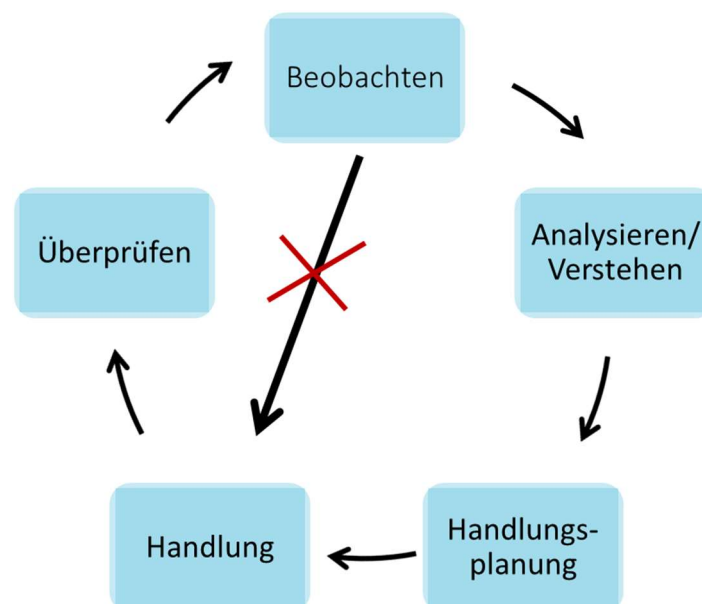 Beobachten
Analysieren/
Verstehen
Handlungs-
planung
Handlung
Überprüfen